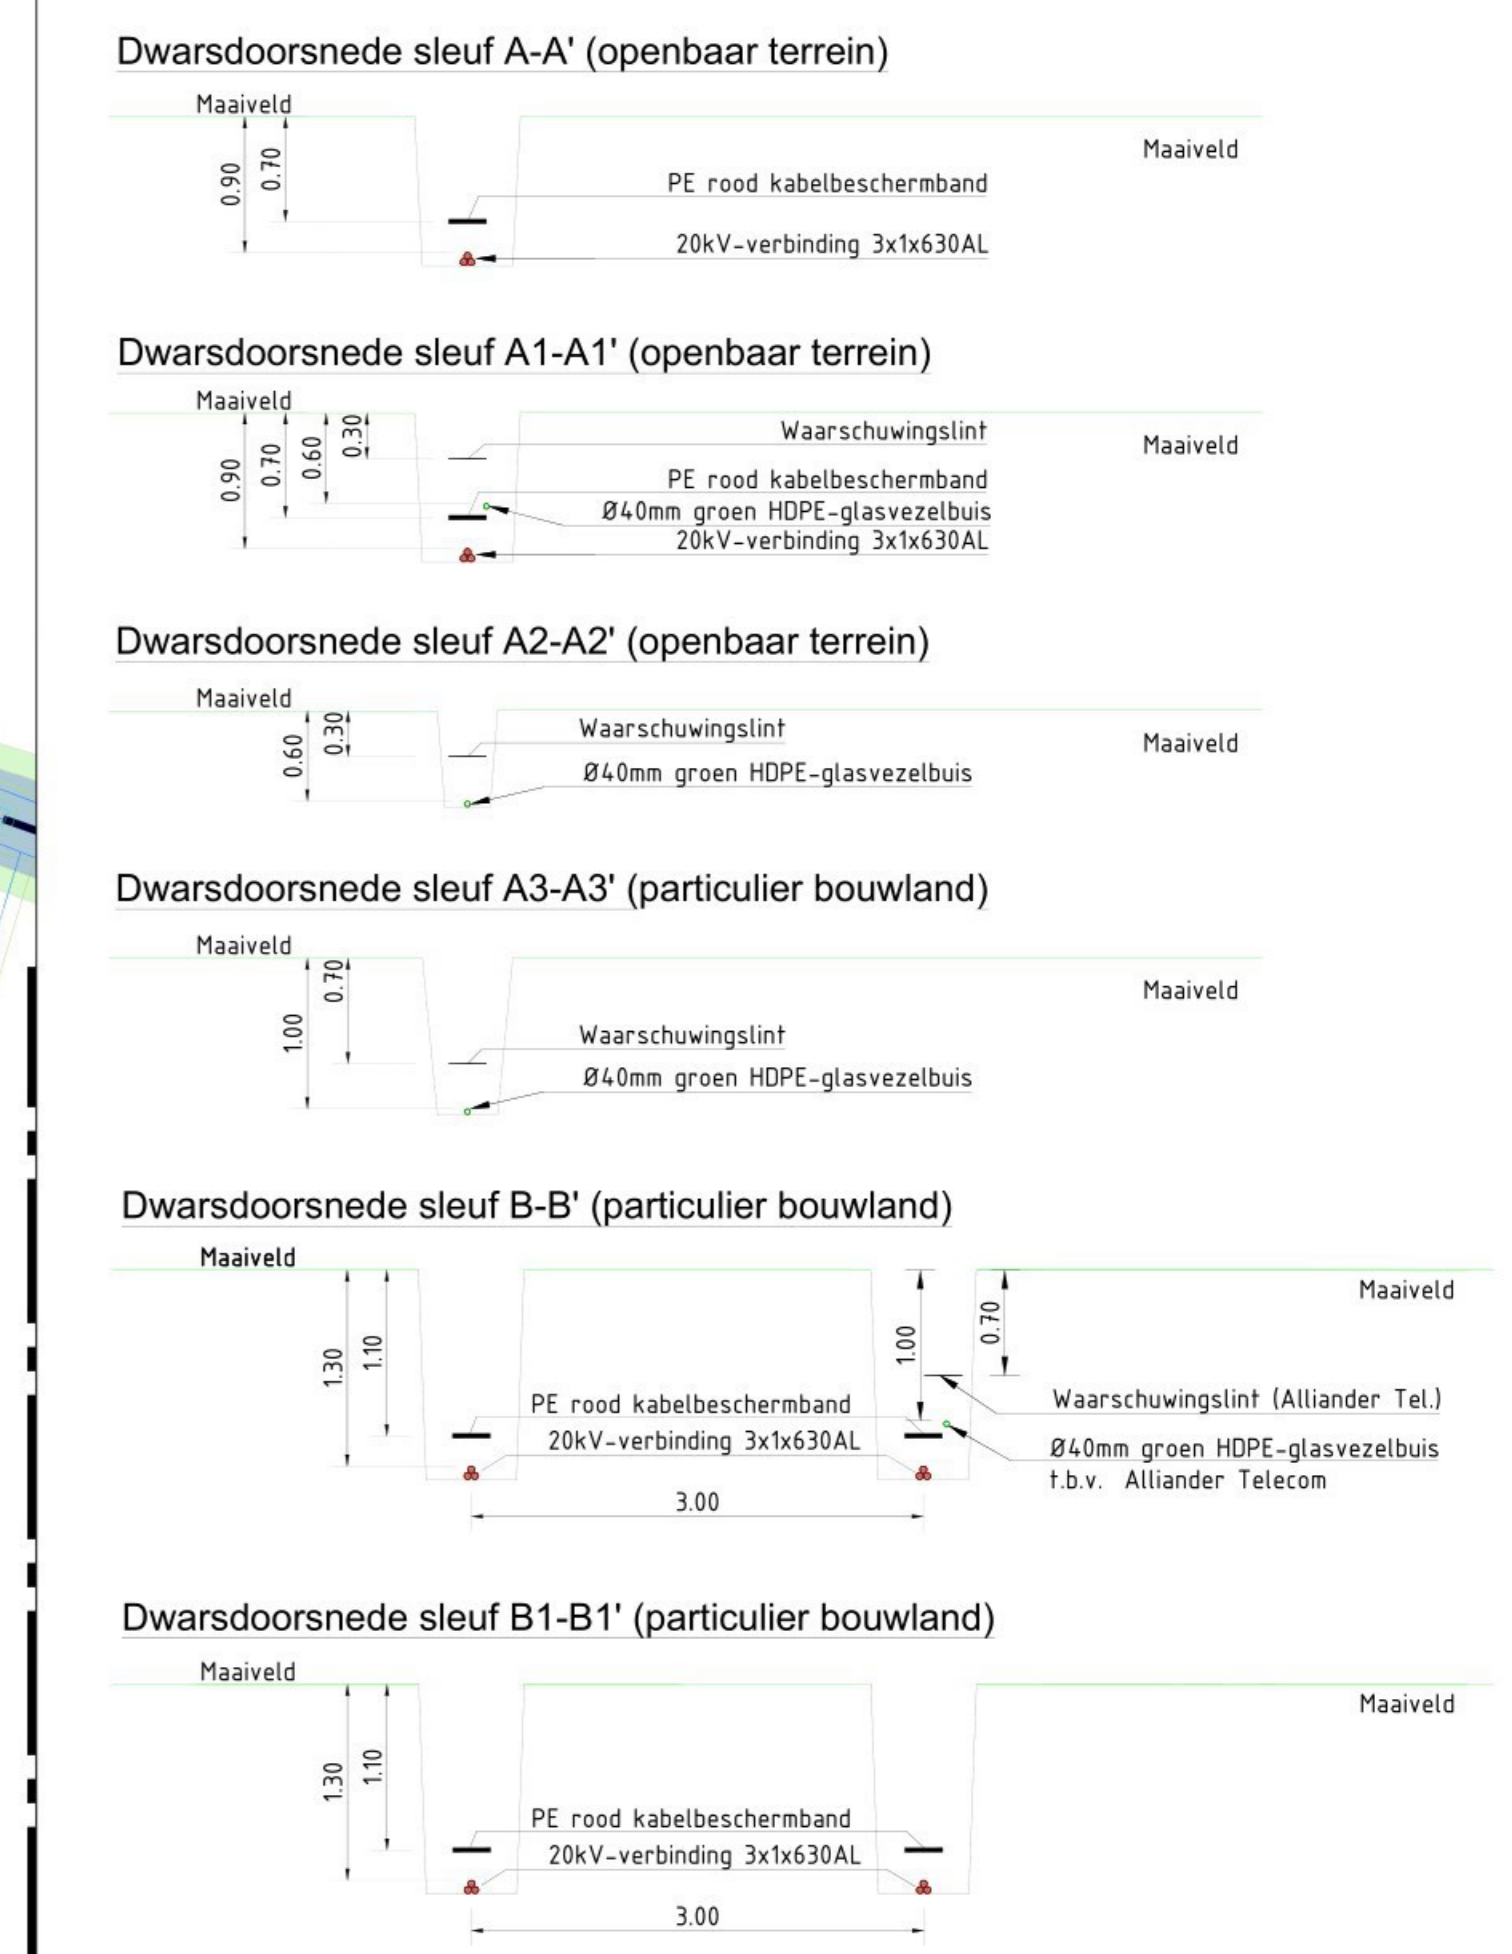 Dwarsdoorsnede sleuf A-A' (openbaar terrein)
Maaiveld
0.90
0.70
Maaiveld
PE rood kabelbeschermband
20kV-verbinding 3x1x630AL
Dwarsdoorsnede sleuf A1-A1' (openbaar terrein)
Maaiveld
0.90
0.70
0.60
0.30
Waarschuwingslint
Maaiveld
PE rood kabelbeschermband
Ø40mm groen HDPE-glasvezelbuis
20kV-verbinding 3x1x630AL
Dwarsdoorsnede sleuf A2-A2' (openbaar terrein)
Maaiveld
0.60
0.30
Waarschuwingslint
Maaiveld
Ø40mm groen HDPE-glasvezelbuis
Dwarsdoorsnede sleuf A3-A3' (particulier bouwland)
Maaiveld
1.00
0.70
Maaiveld
Waarschuwingslint
Ø40mm groen HDPE-glasvezelbuis
Dwarsdoorsnede sleuf B-B' (particulier bouwland)
Maaiveld
Maaiveld
1.30
1.10
1.00
0.70
PE rood kabelbeschermband
20kV-verbinding 3x1x630AL
Waarschuwingslint (Alliander Tel.)
Ø40mm groen HDPE-glasvezelbuis
t.b.v. Alliander Telecom
3.00
Dwarsdoorsnede sleuf B1-B1' (particulier bouwland)
Maaiveld
Maaiveld
1.30
1.10
PE rood kabelbeschermband
20kV-verbinding 3x1x630AL
3.00